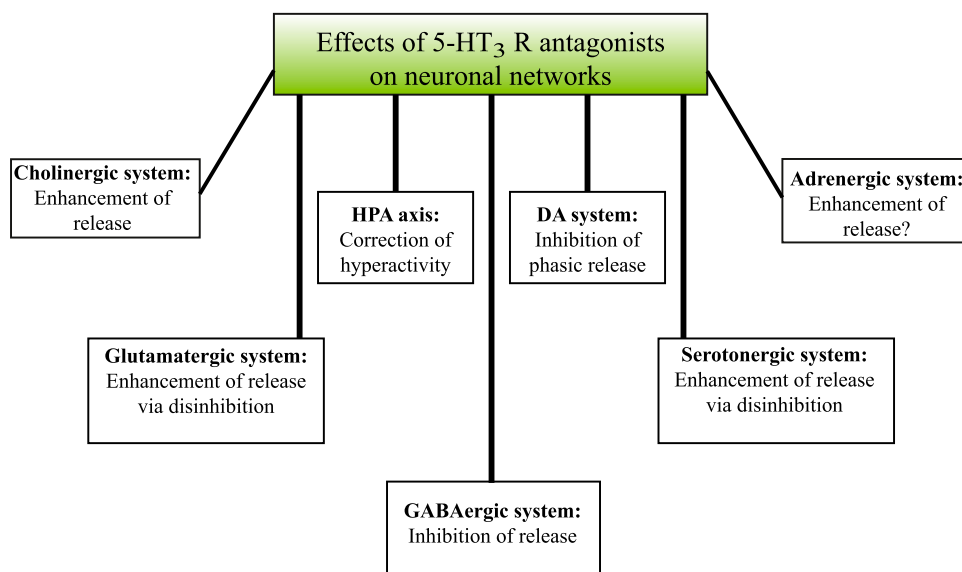 Effects of 5-HT₃ R antagonists
on neuronal networks
Cholinergic system:
Enhancement of
release
Adrenergic system:
Enhancement of
release?
HPA axis:
Correction of
hyperactivity
DA system:
Inhibition of
phasic release
Glutamatergic system:
Enhancement of release
via disinhibition
Serotonergic system:
Enhancement of release
via disinhibition
GABAergic system:
Inhibition of release